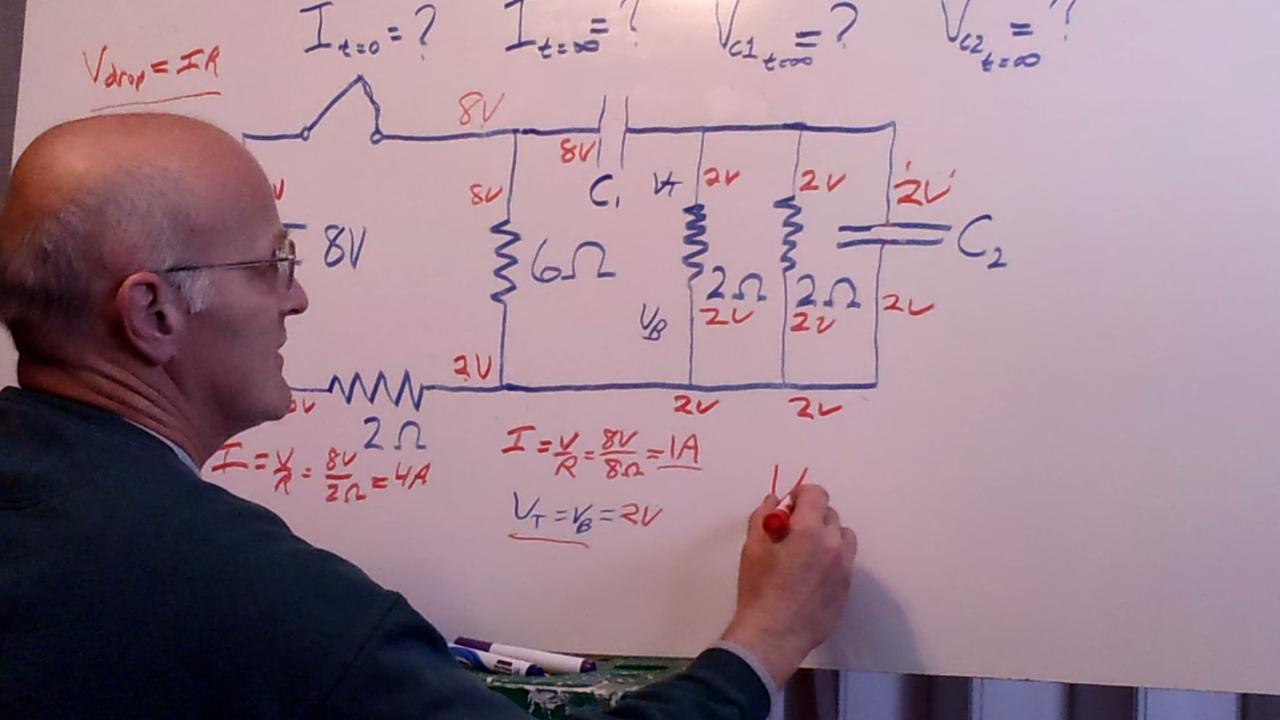 I t=0 = ? I t=∞ = ? V C1 t=∞ = ? V C2 t=∞ = ?
Vdrop = IR
8V
8V 8V
C1 VT 2V 2V 2V
8V 6Ω C2
2Ω 2Ω
VB 2V 2V 2V
2V
2V 2V
2Ω
I = V/R = 8V/2Ω = 4A I = V/R = 8V/8Ω = 1A
VT = VB = 2V V